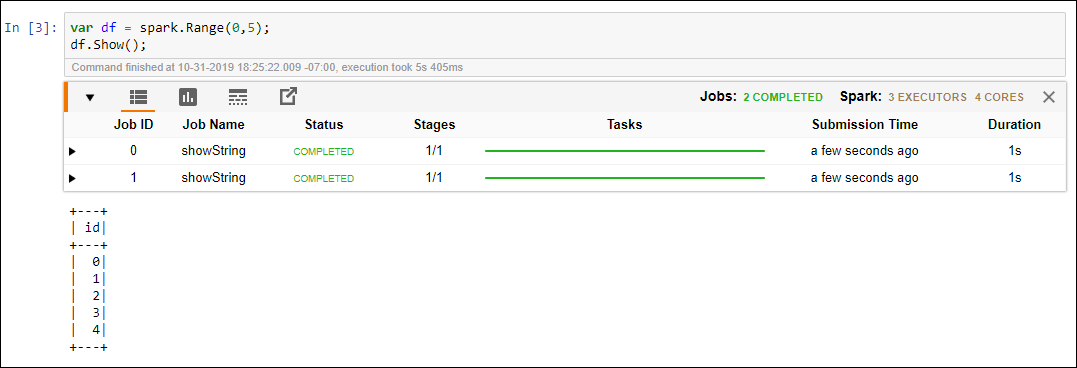 In [3]: var df = spark.Range(0,5);
df.Show();
Command finished at 10-31-2019 18:25:22.009 -07:00, execution took 5s 405ms
Jobs: 2 COMPLETED Spark: 3 EXECUTORS 4 CORES
Job ID Job Name Status Stages Tasks Submission Time Duration
0 showString COMPLETED 1/1 a few seconds ago 1s
1 showString COMPLETED 1/1 a few seconds ago 1s
+---+
| id|
+---+
|  0|
|  1|
|  2|
|  3|
|  4|
+---+